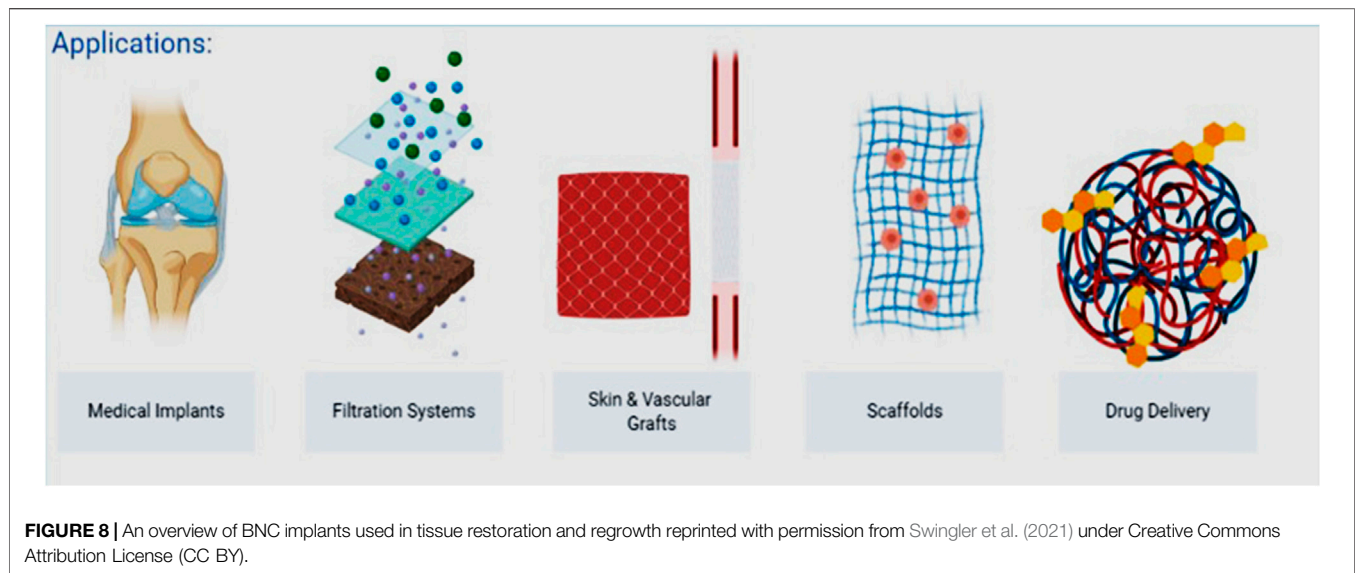 Applications:
Medical Implants
Filtration Systems
Skin & Vascular
Grafts
Scaffolds
Drug Delivery
FIGURE 8 | An overview of BNC implants used in tissue restoration and regrowth reprinted with permission from Swingler et al. (2021) under Creative Commons
Attribution License (CC BY).